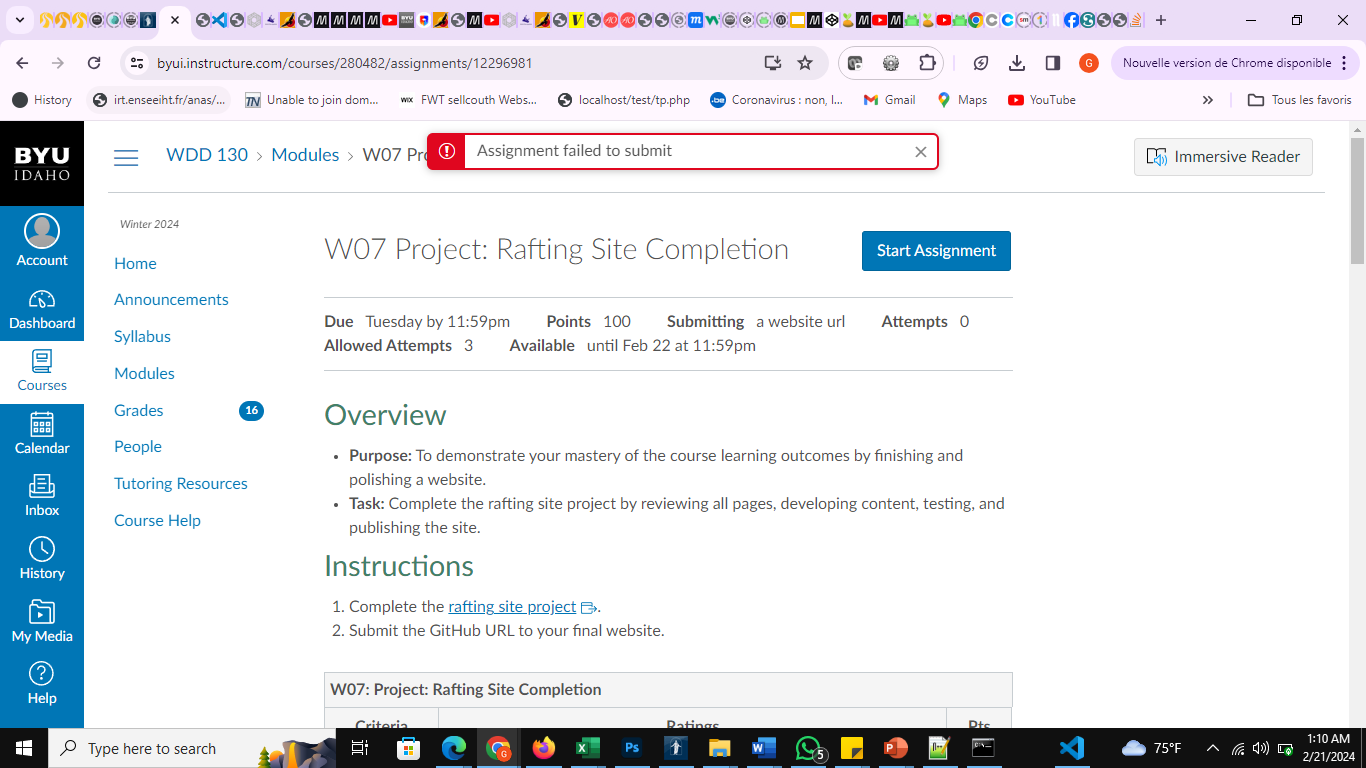 byui.instructure.com/courses/280482/assignments/12296981
G
Nouvelle version de Chrome disponible
History
irt.enseeiht.fr/anas/...
Unable to join dom...
FWT sellcouth Webs...
localhost/test/tp.php
Coronavirus : non, l...
Gmail
Maps
YouTube
Tous les favoris
BYU
IDAHO
WDD 130 > Modules > W07 Pro
Assignment failed to submit
Immersive Reader
Account
Dashboard
Courses
Calendar
Inbox
History
My Media
Help
Winter 2024
Home
Announcements
Syllabus
Modules
Grades 16
People
Tutoring Resources
Course Help
W07 Project: Rafting Site Completion
Start Assignment
Due Tuesday by 11:59pm Points 100 Submitting a website url Attempts 0
Allowed Attempts 3 Available until Feb 22 at 11:59pm
Overview
• Purpose: To demonstrate your mastery of the course learning outcomes by finishing and
polishing a website.
• Task: Complete the rafting site project by reviewing all pages, developing content, testing, and
publishing the site.
Instructions
1. Complete the rafting site project.
2. Submit the GitHub URL to your final website.
W07: Project: Rafting Site Completion
Criteria Ratings Pts
Type here to search
5
75°F
1:10 AM
2/21/2024